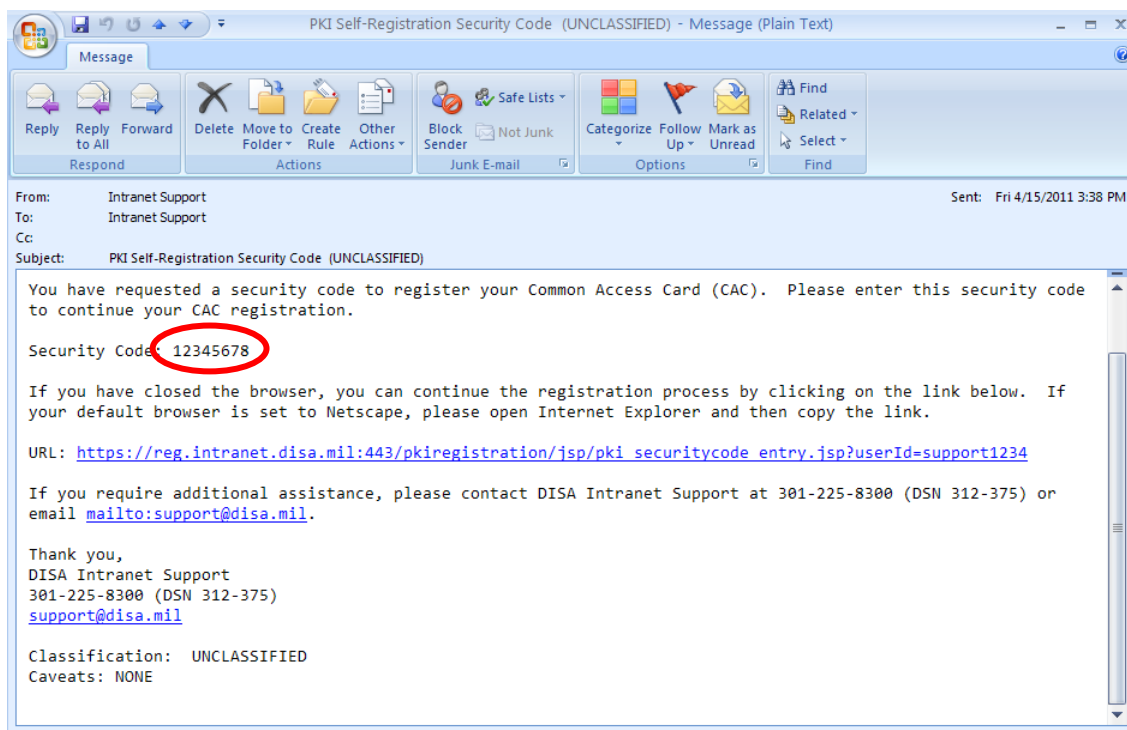 PKI Self-Registration Security Code (UNCLASSIFIED) - Message (Plain Text)
Message
Reply
Reply to All
Forward
Respond
Delete
Move to Folder
Create Rule
Other Actions
Actions
Block Sender
Safe Lists
Not Junk
Junk E-mail
Categorize
Follow Up
Mark as Unread
Options
Find
Related
Select
Find
From: Intranet Support
Sent: Fri 4/15/2011 3:38 PM
To: Intranet Support
Cc:
Subject: PKI Self-Registration Security Code (UNCLASSIFIED)
You have requested a security code to register your Common Access Card (CAC).  Please enter this security code
to continue your CAC registration.
Security Code: 12345678
If you have closed the browser, you can continue the registration process by clicking on the link below.  If
your default browser is set to Netscape, please open Internet Explorer and then copy the link.
URL: https://reg.intranet.disa.mil:443/pkiregistration/jsp/pki_securitycode_entry.jsp?userId=support1234
If you require additional assistance, please contact DISA Intranet Support at 301-225-8300 (DSN 312-375) or
email mailto:support@disa.mil.
Thank you,
DISA Intranet Support
301-225-8300 (DSN 312-375)
support@disa.mil
Classification:  UNCLASSIFIED
Caveats: NONE